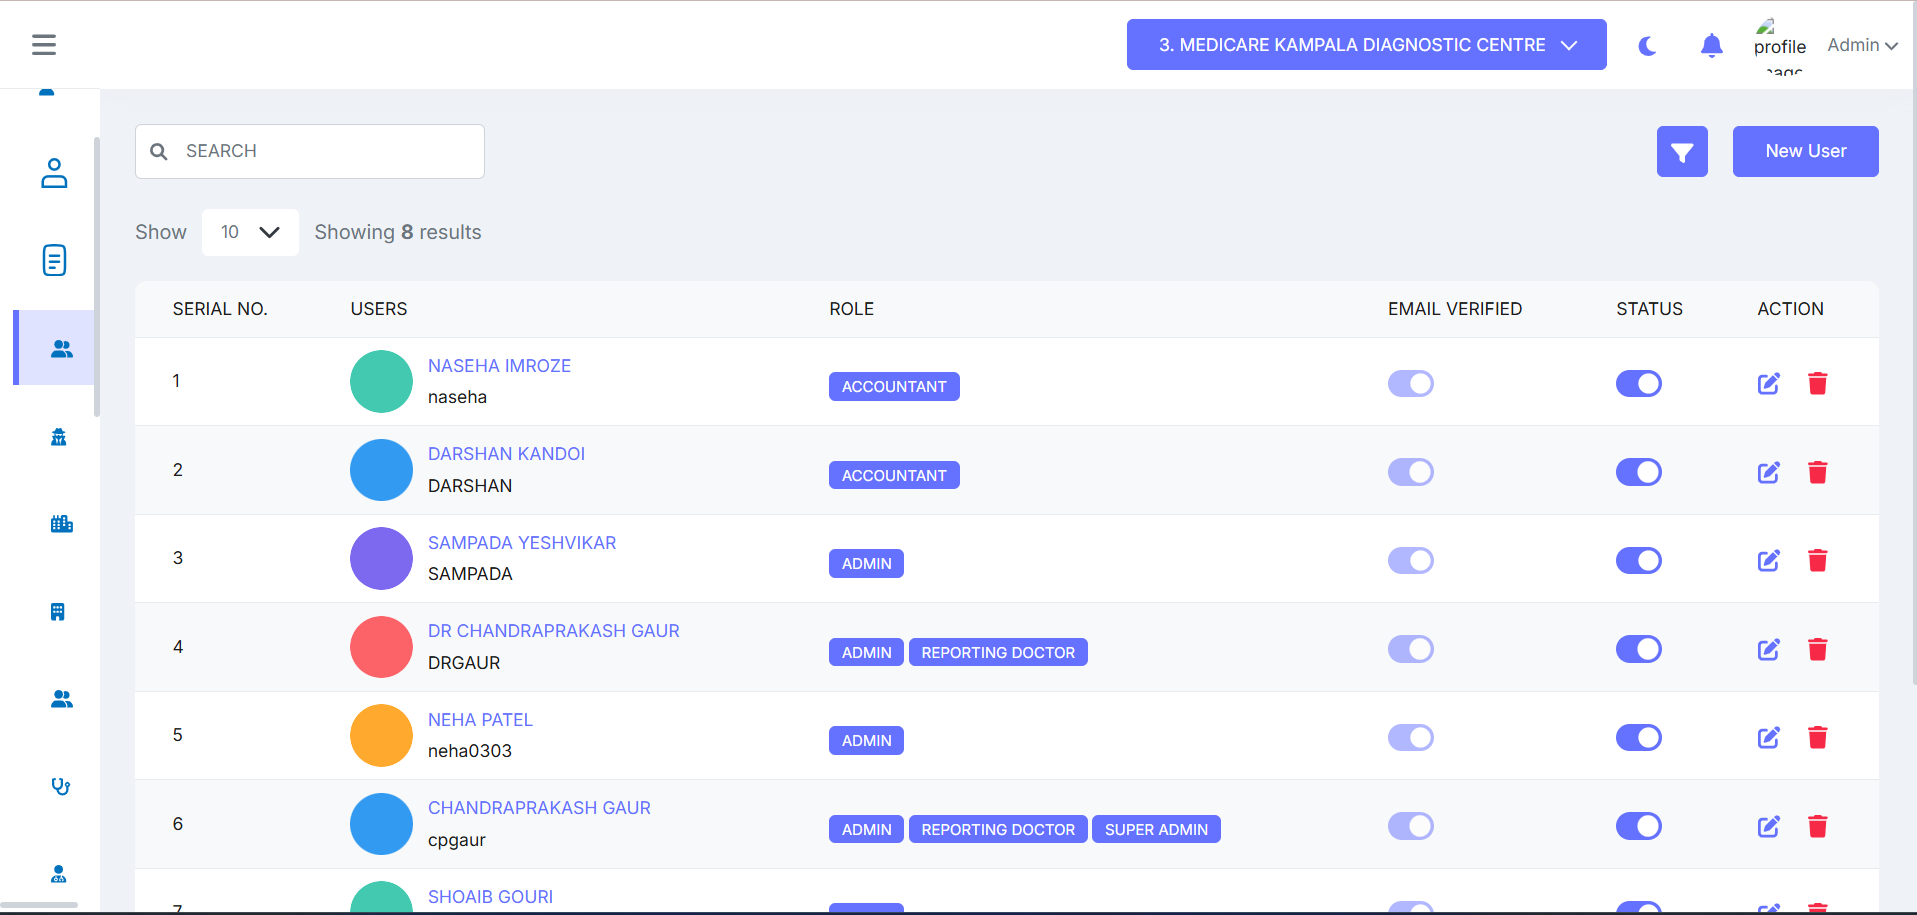 3. MEDICARE KAMPALA DIAGNOSTIC CENTRE
profile
Admin
SEARCH
New User
Show 10 Showing 8 results
SERIAL NO. USERS ROLE EMAIL VERIFIED STATUS ACTION
1 NASEHA IMROZE
naseha
ACCOUNTANT
2 DARSHAN KANDOI
DARSHAN
ACCOUNTANT
3 SAMPADA YESHVIKAR
SAMPADA
ADMIN
4 DR CHANDRAPRAKASH GAUR
DRGAUR
ADMIN REPORTING DOCTOR
5 NEHA PATEL
neha0303
ADMIN
6 CHANDRAPRAKASH GAUR
cpgaur
ADMIN REPORTING DOCTOR SUPER ADMIN
7 SHOAIB GOURI